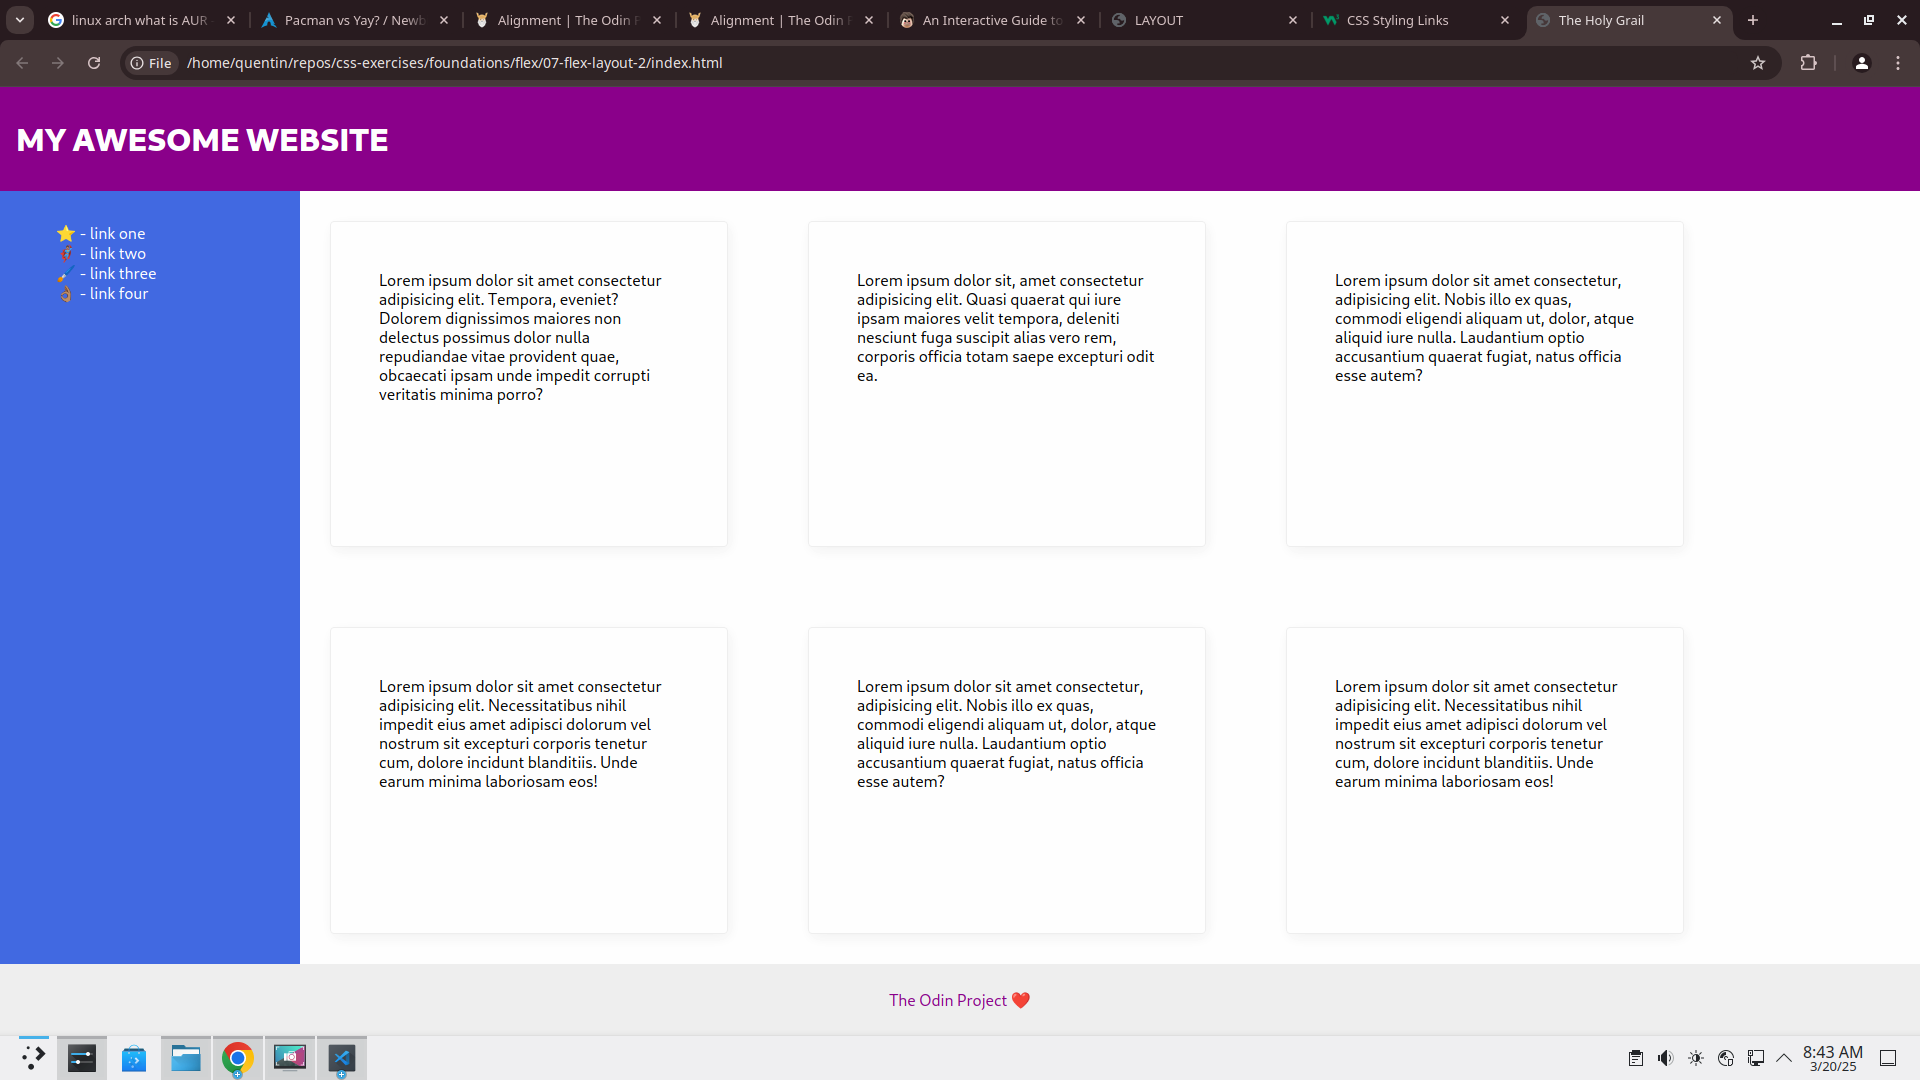 linux arch what is AUR
Pacman vs Yay? / Newb
Alignment | The Odin P
Alignment | The Odin P
An Interactive Guide to
LAYOUT
CSS Styling Links
The Holy Grail
File
/home/quentin/repos/css-exercises/foundations/flex/07-flex-layout-2/index.html
MY AWESOME WEBSITE
⭐ - link one
🦸🏽‍♂️ - link two
🖌️ - link three
👌🏽 - link four
Lorem ipsum dolor sit amet consectetur
adipisicing elit. Tempora, eveniet?
Dolorem dignissimos maiores non
delectus possimus dolor nulla
repudiandae vitae provident quae,
obcaecati ipsam unde impedit corrupti
veritatis minima porro?
Lorem ipsum dolor sit, amet consectetur
adipisicing elit. Quasi quaerat qui iure
ipsam maiores velit tempora, deleniti
nesciunt fuga suscipit alias vero rem,
corporis officia totam saepe excepturi odit
ea.
Lorem ipsum dolor sit amet consectetur,
adipisicing elit. Nobis illo ex quas,
commodi eligendi aliquam ut, dolor, atque
aliquid iure nulla. Laudantium optio
accusantium quaerat fugiat, natus officia
esse autem?
Lorem ipsum dolor sit amet consectetur
adipisicing elit. Necessitatibus nihil
impedit eius amet adipisci dolorum vel
nostrum sit excepturi corporis tenetur
cum, dolore incidunt blanditiis. Unde
earum minima laboriosam eos!
Lorem ipsum dolor sit amet consectetur,
adipisicing elit. Nobis illo ex quas,
commodi eligendi aliquam ut, dolor, atque
aliquid iure nulla. Laudantium optio
accusantium quaerat fugiat, natus officia
esse autem?
Lorem ipsum dolor sit amet consectetur
adipisicing elit. Necessitatibus nihil
impedit eius amet adipisci dolorum vel
nostrum sit excepturi corporis tenetur
cum, dolore incidunt blanditiis. Unde
earum minima laboriosam eos!
The Odin Project ❤️
8:43 AM
3/20/25